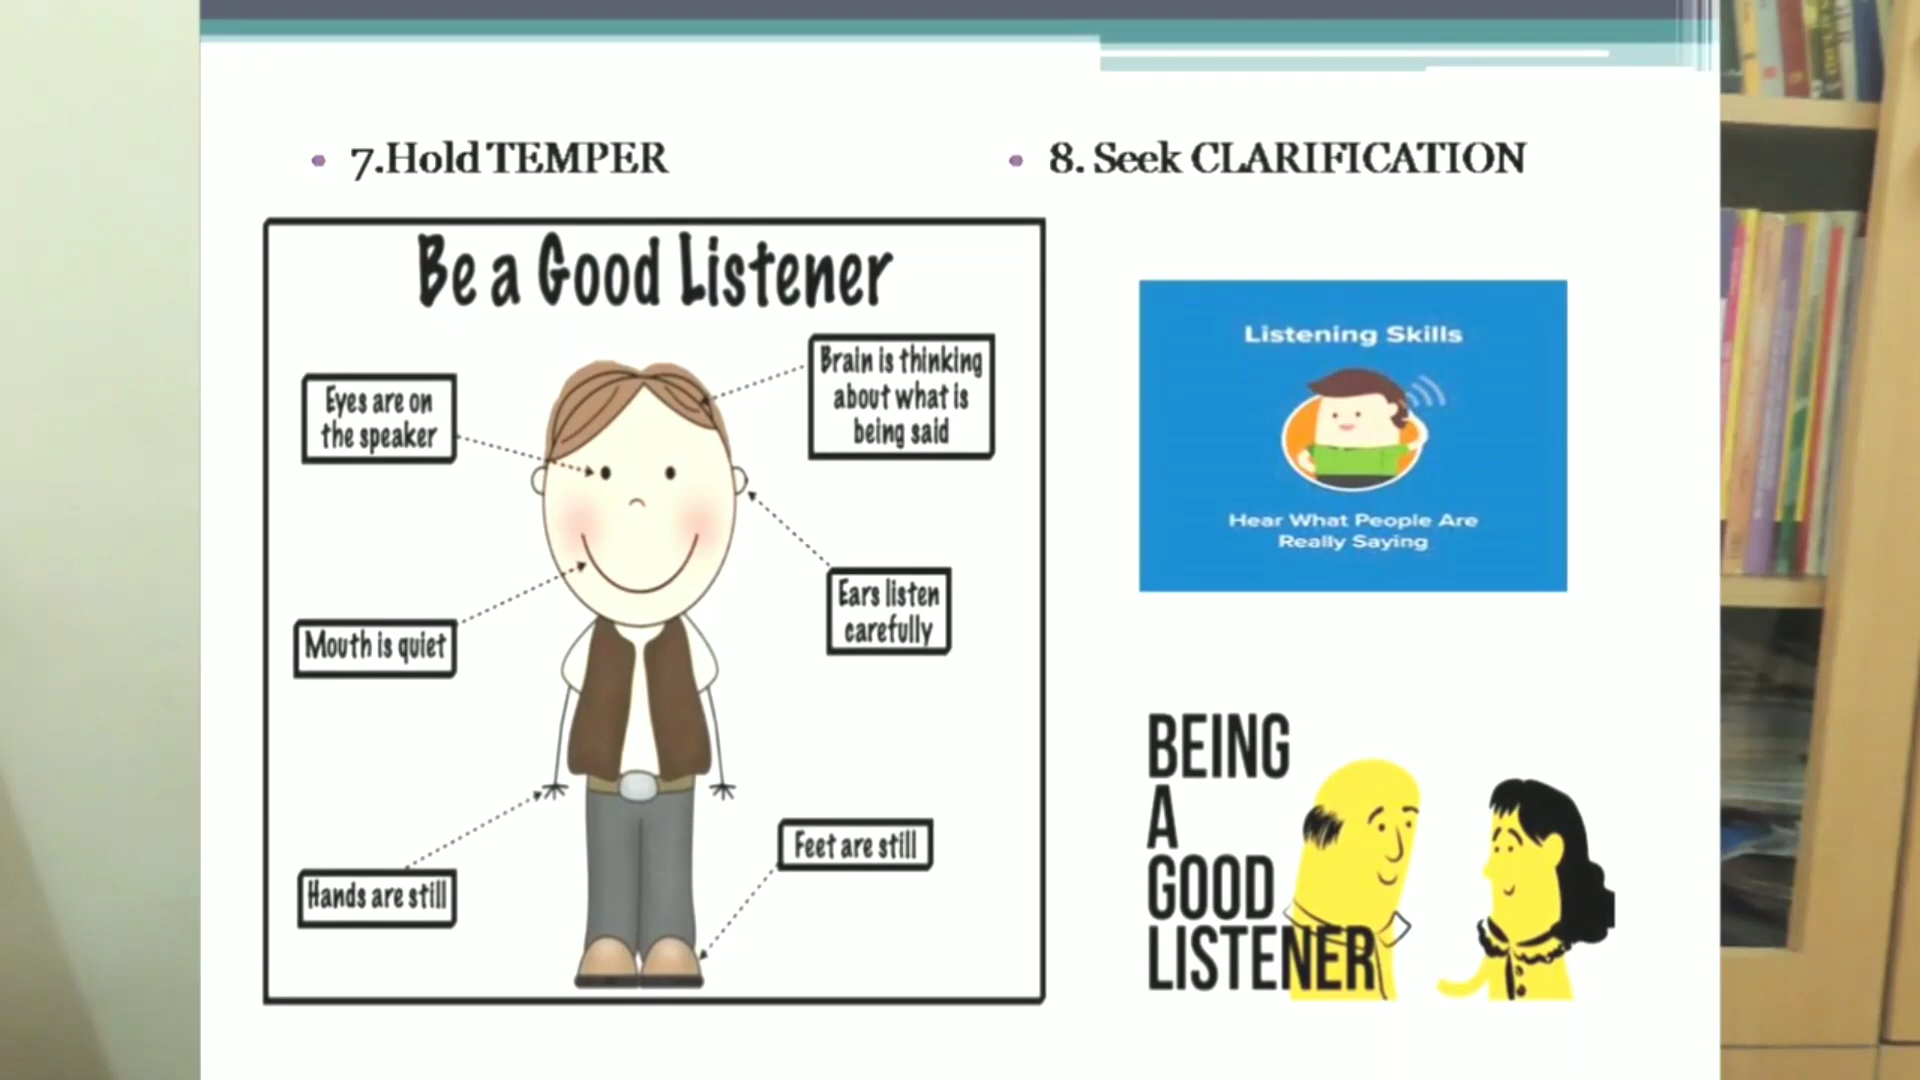 7.Hold TEMPER
8. Seek CLARIFICATION
Be a Good Listener
Eyes are on
the speaker
Brain is thinking
about what is
being said
Mouth is quiet
Ears listen
carefully
Hands are still
Feet are still
Listening Skills
Hear What People Are
Really Saying
BEING
A
GOOD
LISTENER